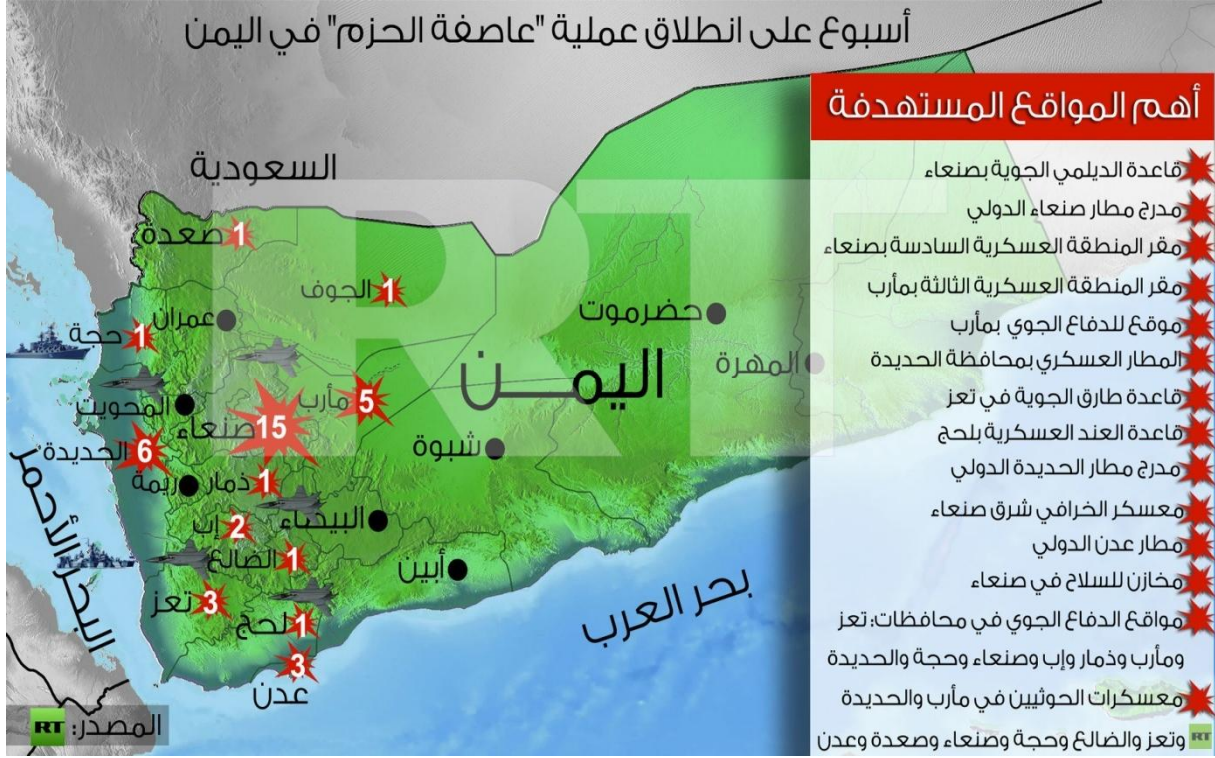 أسبوع على انطلاق عملية "عاصفة الحزم" في اليمن
أهم المواقع المستهدفة
قاعدة الديلمي الجوية بصنعاء
مدرج مطار صنعاء الدولي
مقر المنطقة العسكرية السادسة بصنعاء
مقر المنطقة العسكرية الثالثة بمأرب
موقع للدفاع الجوي بمأرب
المطار العسكري بمحافظة الحديدة
قاعدة طارق الجوية في تعز
قاعدة العند العسكرية بلحج
مدرج مطار الحديدة الدولي
معسكر الخرافي شرق صنعاء
مطار عدن الدولي
مخازن للسلاح في صنعاء
مواقع الدفاع الجوي في محافظات: تعز
ومأرب وذمار وإب وصنعاء وحجة والحديدة
معسكرات الحوثيين في مأرب والحديدة
وتعز والضالع وحجة وصنعاء وصعدة وعدن
RT
السعودية
1 صعدة
1 الجوف
حضرموت
عمران
1 حجة
المهرة
اليمــن
5 مأرب
المحويت
15 صنعاء
6 الحديدة
شبوة
1 ذمار
ريمة
البيضاء
2 إب
1 الضالع
أبين
3 تعز
1 لحج
3
عدن
البحر الأحمر
بحر العرب
المصدر: RT
RT